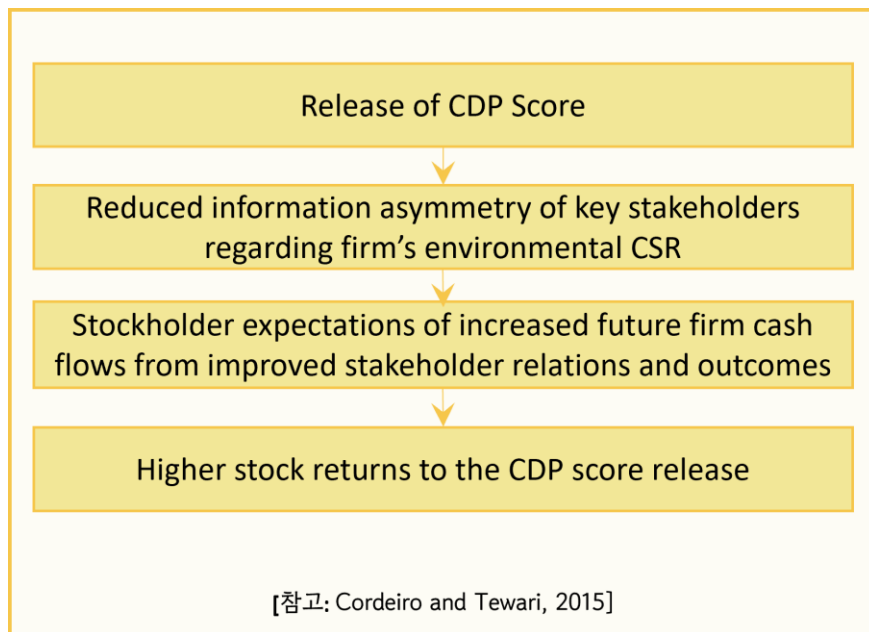 Release of CDP Score
Reduced information asymmetry of key stakeholders
regarding firm’s environmental CSR
Stockholder expectations of increased future firm cash
flows from improved stakeholder relations and outcomes
Higher stock returns to the CDP score release
[참고: Cordeiro and Tewari, 2015]